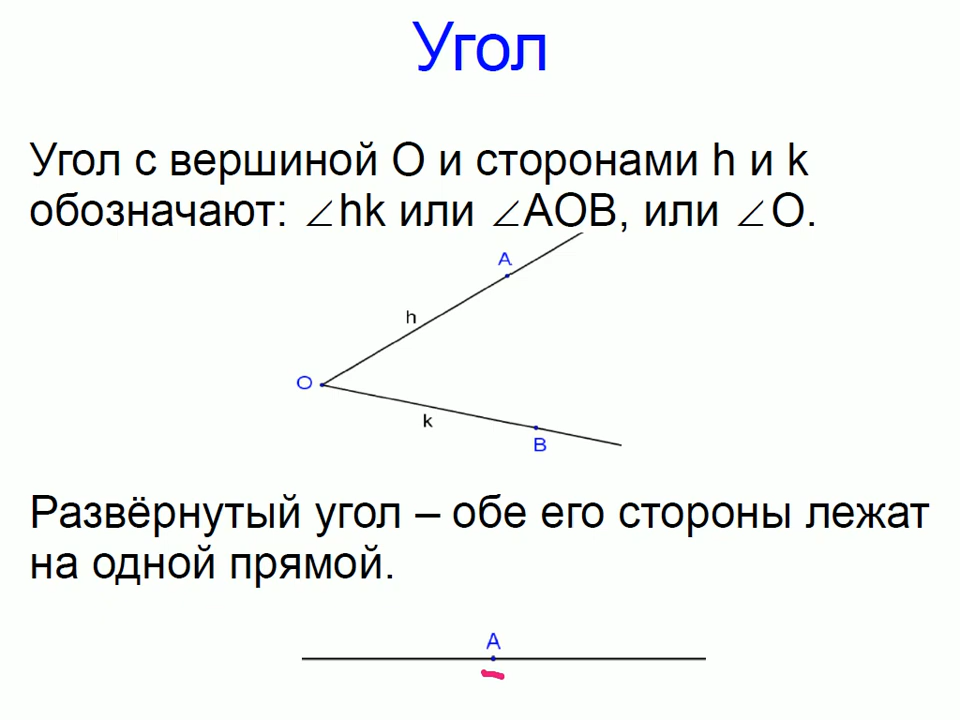 Угол
Угол с вершиной О и сторонами h и k
обозначают: ∠hk или ∠AOB, или ∠O.
A
h
O
k
B
Развёрнутый угол – обе его стороны лежат
на одной прямой.
A